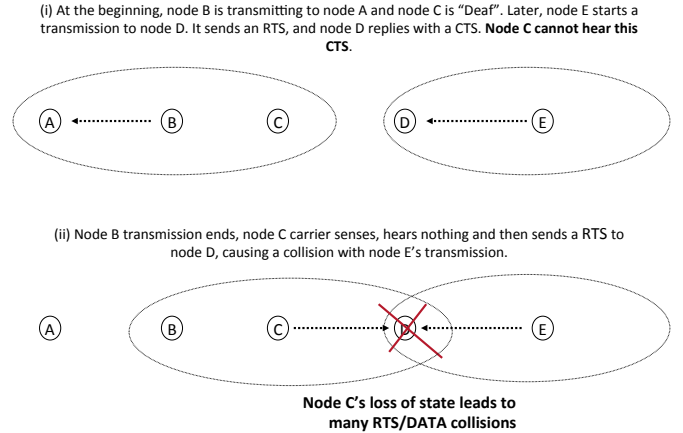 (i) At the beginning, node B is transmitting to node A and node C is “Deaf”. Later, node E starts a
transmission to node D. It sends an RTS, and node D replies with a CTS. Node C cannot hear this
CTS.
A B C D E
(ii) Node B transmission ends, node C carrier senses, hears nothing and then sends a RTS to
node D, causing a collision with node E’s transmission.
A B C D E
Node C’s loss of state leads to
many RTS/DATA collisions